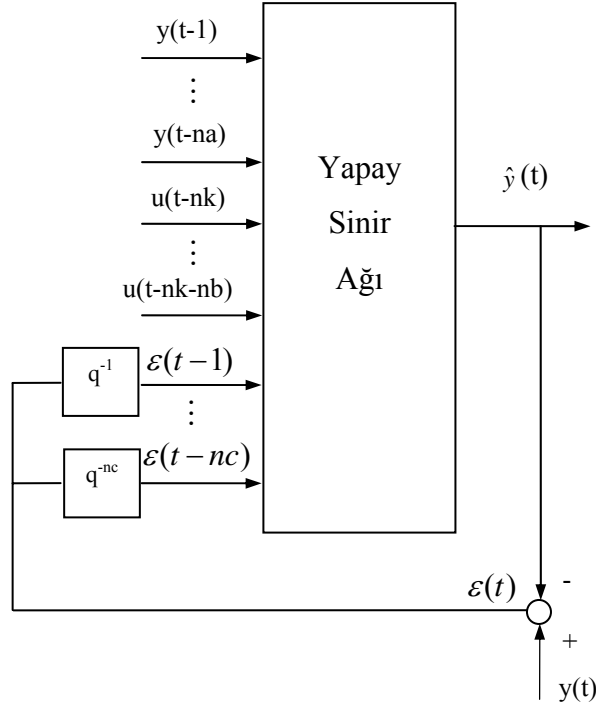 y(t-1)
⋮
y(t-na)
u(t-nk)
⋮
u(t-nk-nb)
q⁻¹
ε(t−1)
⋮
q⁻ⁿᶜ
ε(t−nc)
Yapay
Sinir
Ağı
ŷ(t)
ε(t)
-
+
y(t)